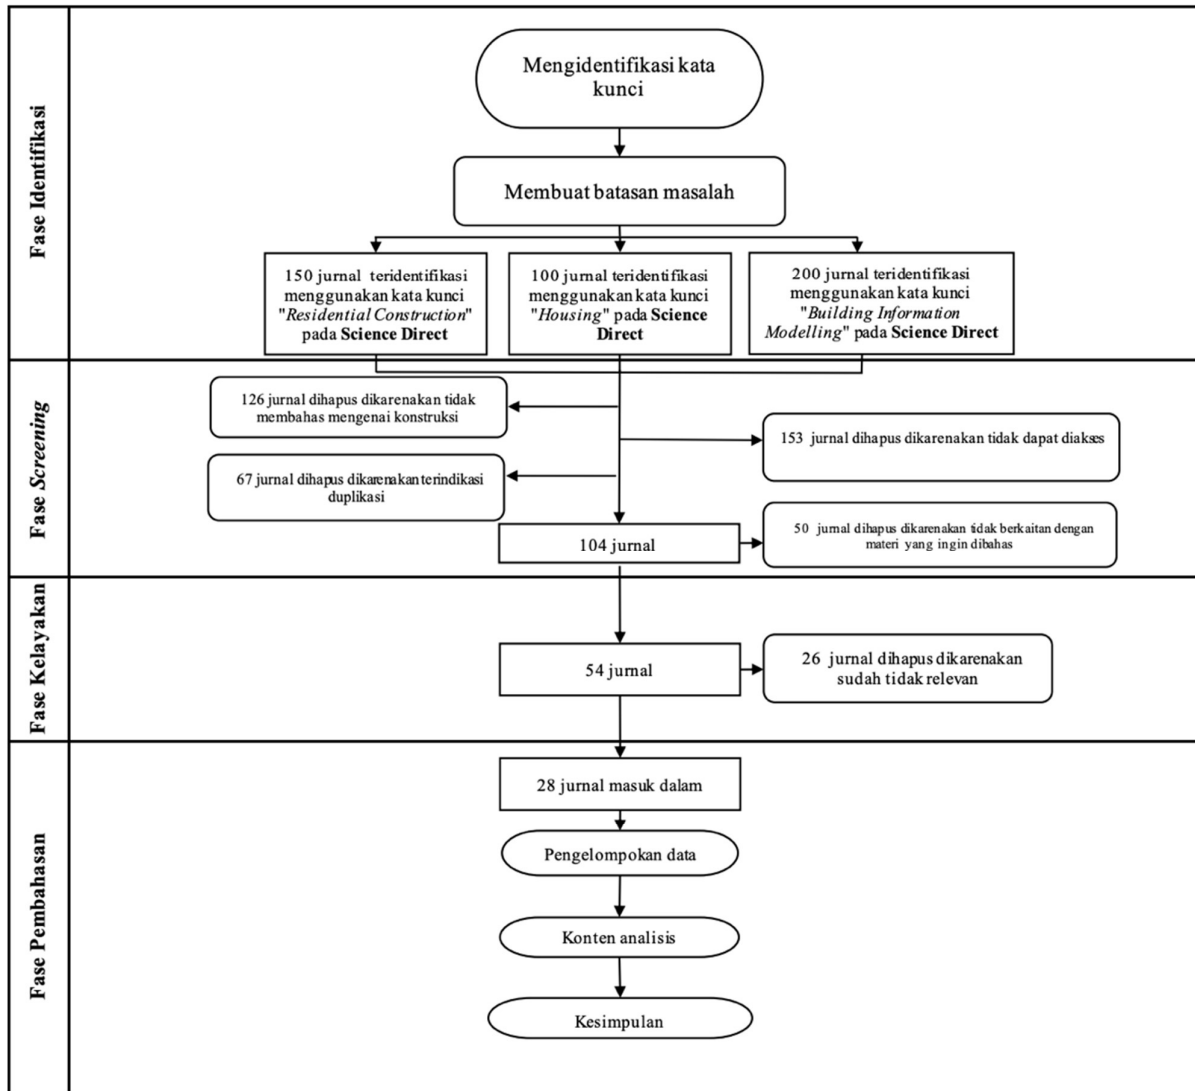 Fase Identifikasi
Mengidentifikasi kata
kunci
Membuat batasan masalah
150 jurnal teridentifikasi
menggunakan kata kunci
"Residential Construction"
pada Science Direct
100 jurnal teridentifikasi
menggunakan kata kunci
"Housing" pada Science
Direct
200 jurnal teridentifikasi
menggunakan kata kunci
"Building Information
Modelling" pada Science Direct
Fase Screening
126 jurnal dihapus dikarenakan tidak
membahas mengenai konstruksi
153 jurnal dihapus dikarenakan tidak dapat diakses
67 jurnal dihapus dikarenakan terindikasi
duplikasi
104 jurnal
50 jurnal dihapus dikarenakan tidak berkaitan dengan
materi yang ingin dibahas
Fase Kelayakan
54 jurnal
26 jurnal dihapus dikarenakan
sudah tidak relevan
Fase Pembahasan
28 jurnal masuk dalam
Pengelompokan data
Konten analisis
Kesimpulan